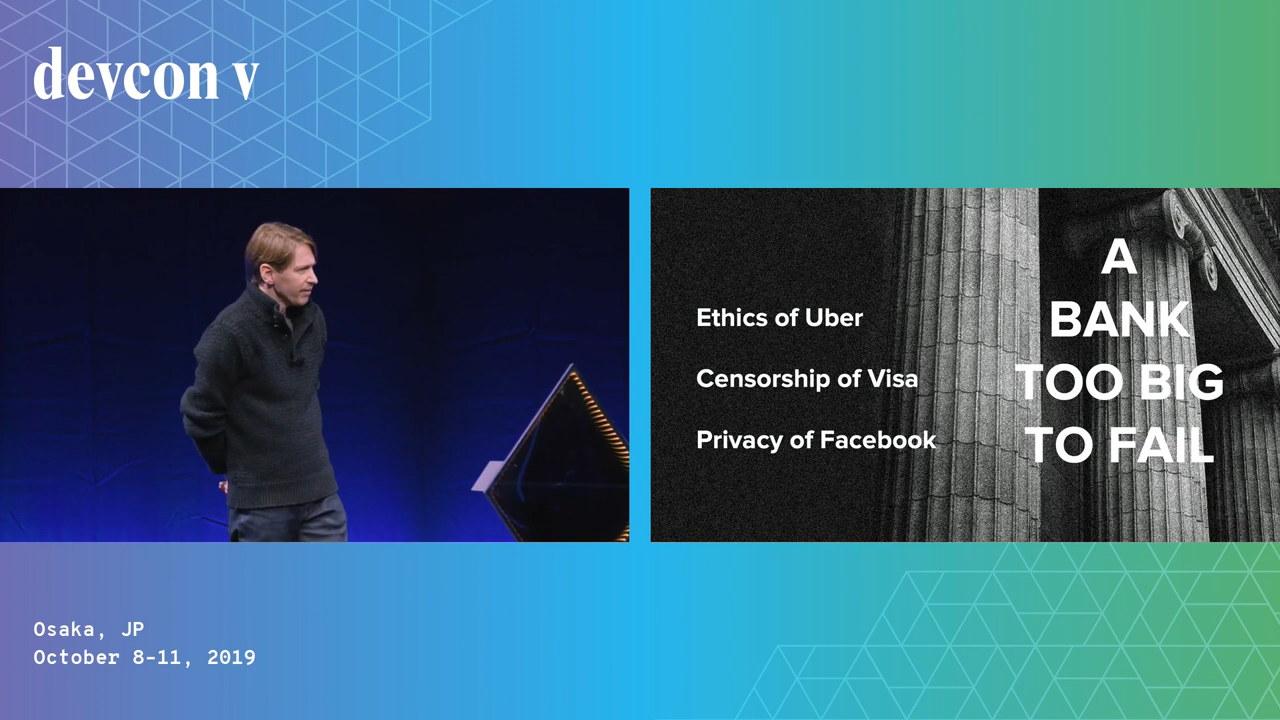 devcon v
Ethics of Uber
Censorship of Visa
Privacy of Facebook
A
BANK
TOO BIG
TO FAIL
Osaka, JP
October 8-11, 2019